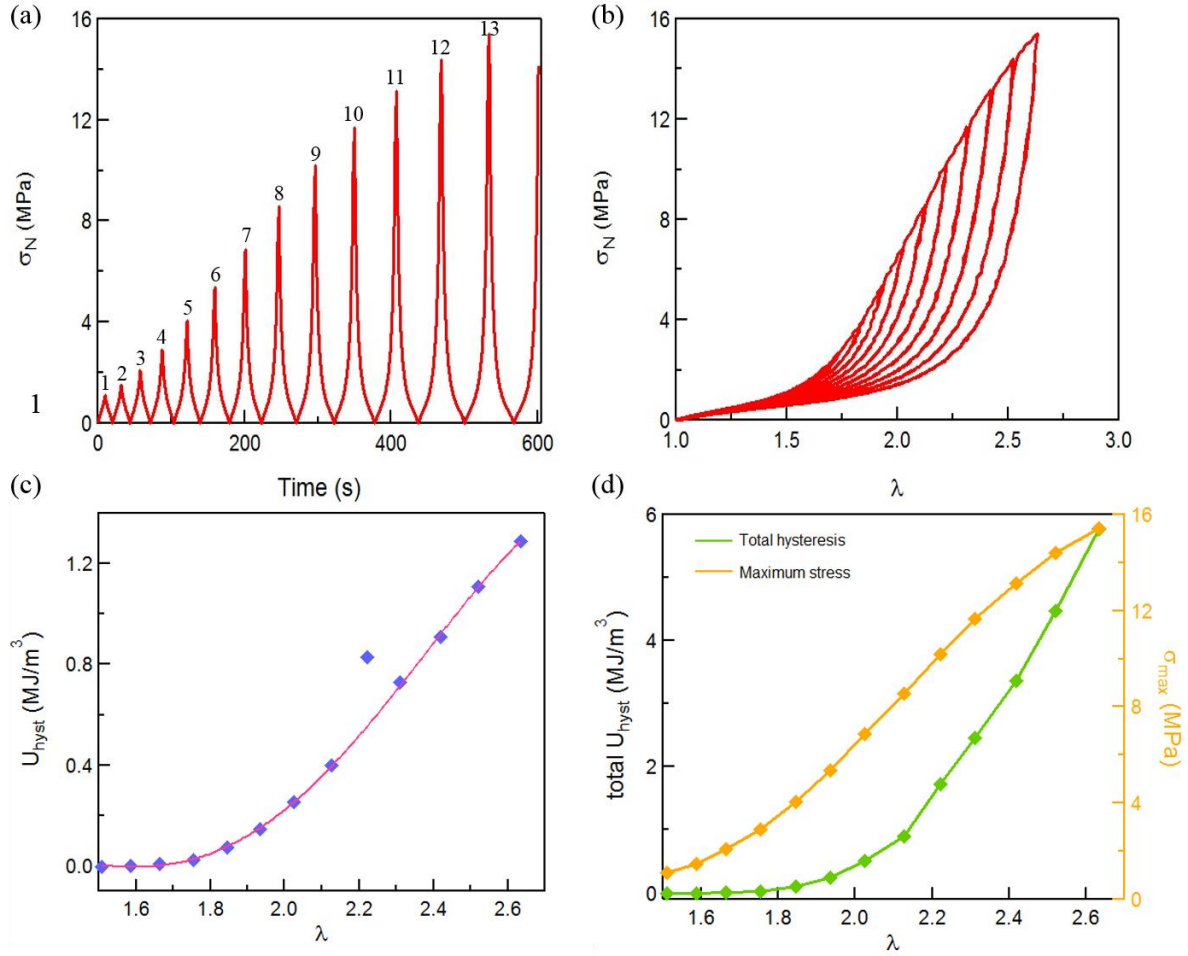 (a)
16
12
8
4
0
σN (MPa)
1 2 3 4 5 6 7 8 9 10 11 12 13
1
0 200 400 600
Time (s)
(b)
16
12
8
4
0
σN (MPa)
1.0 1.5 2.0 2.5 3.0
λ
(c)
1.2
0.8
0.4
0.0
Uhyst (MJ/m³)
1.6 1.8 2.0 2.2 2.4 2.6
λ
(d)
6
4
2
0
total Uhyst (MJ/m³)
Total hysteresis
Maximum stress
16
12
8
4
0
σmax (MPa)
1.6 1.8 2.0 2.2 2.4 2.6
λ